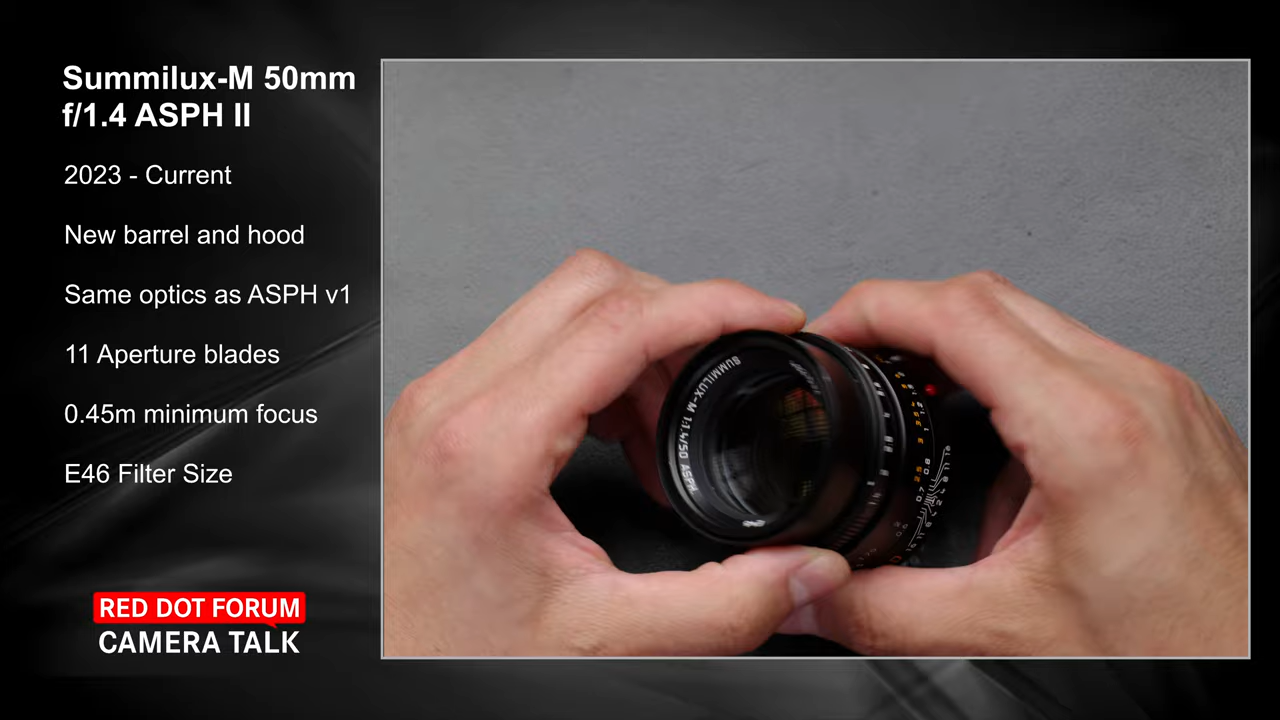 Summilux-M 50mm
f/1.4 ASPH II
2023 - Current
New barrel and hood
Same optics as ASPH v1
11 Aperture blades
0.45m minimum focus
E46 Filter Size
RED DOT FORUM
CAMERA TALK
SUMMILUX-M 1:1.4/50 ASPH